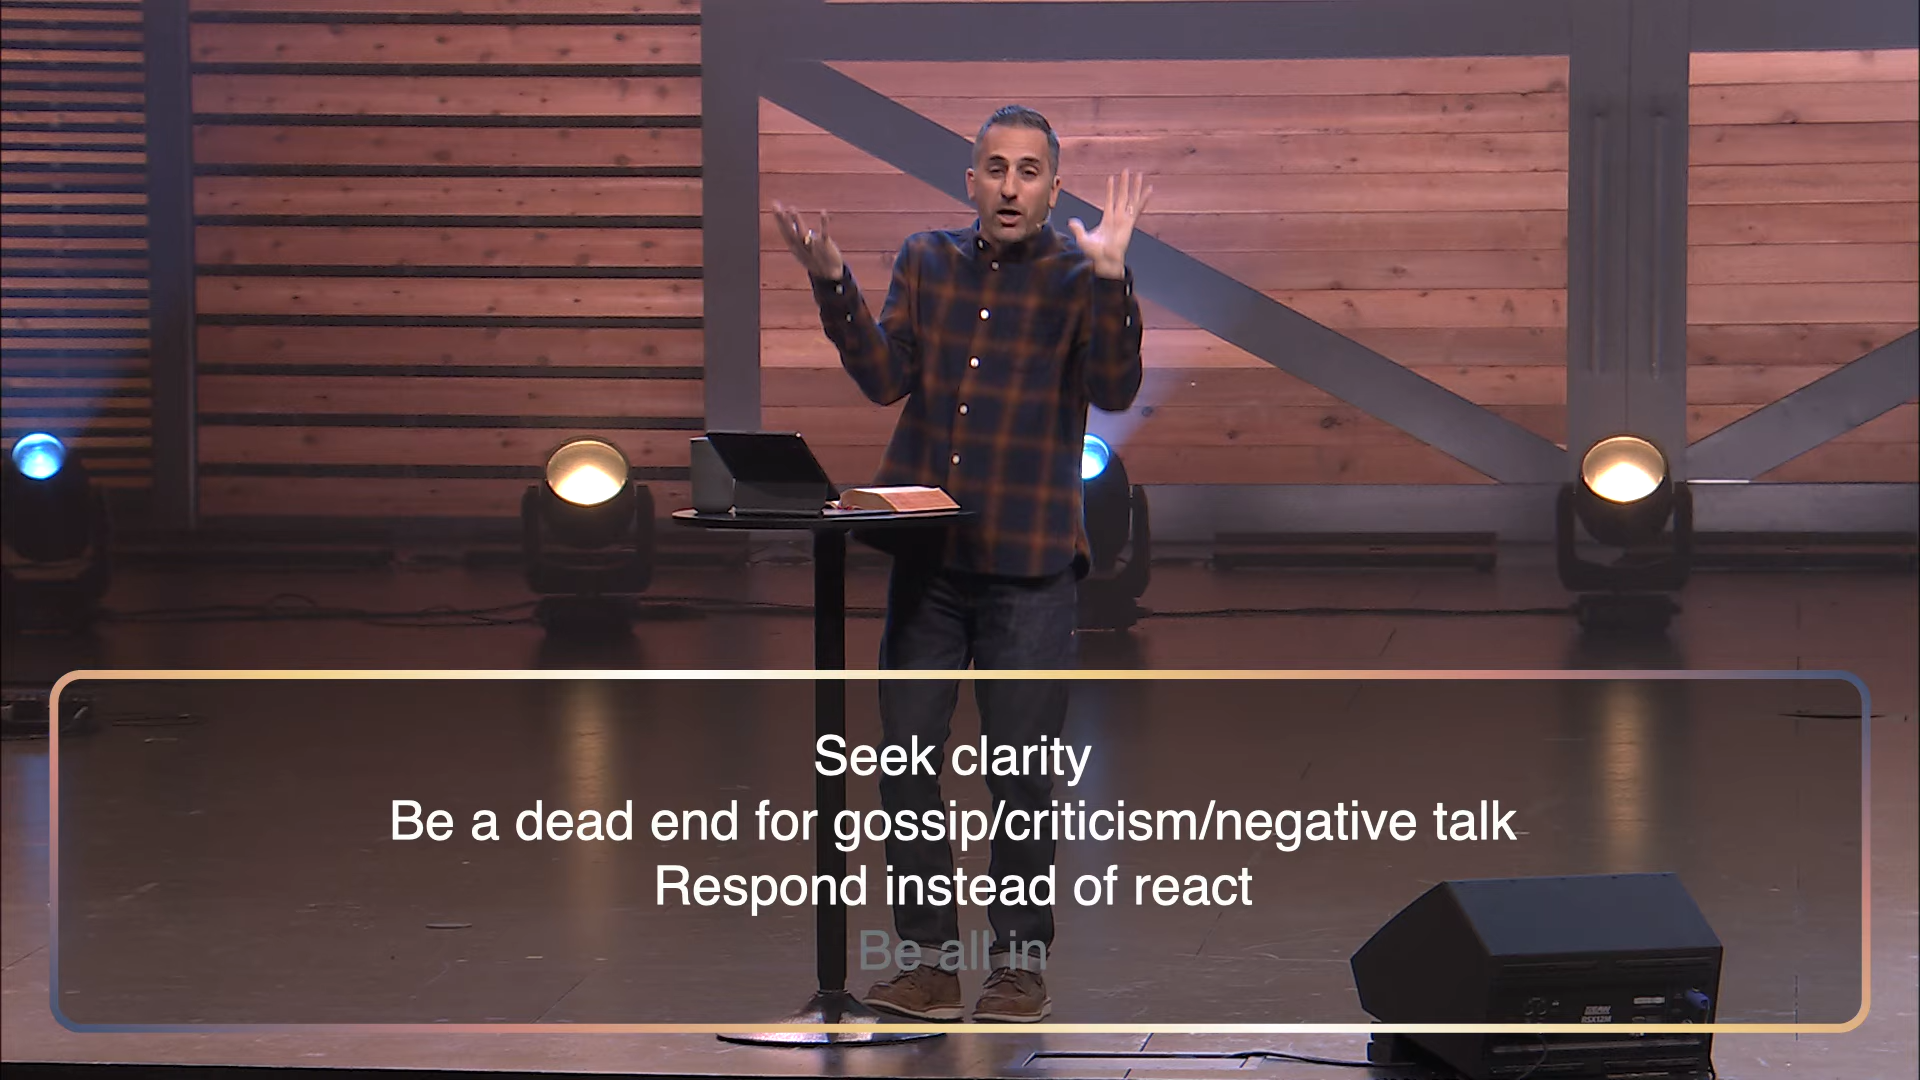 Seek clarity
Be a dead end for gossip/criticism/negative talk
Respond instead of react
Be all in